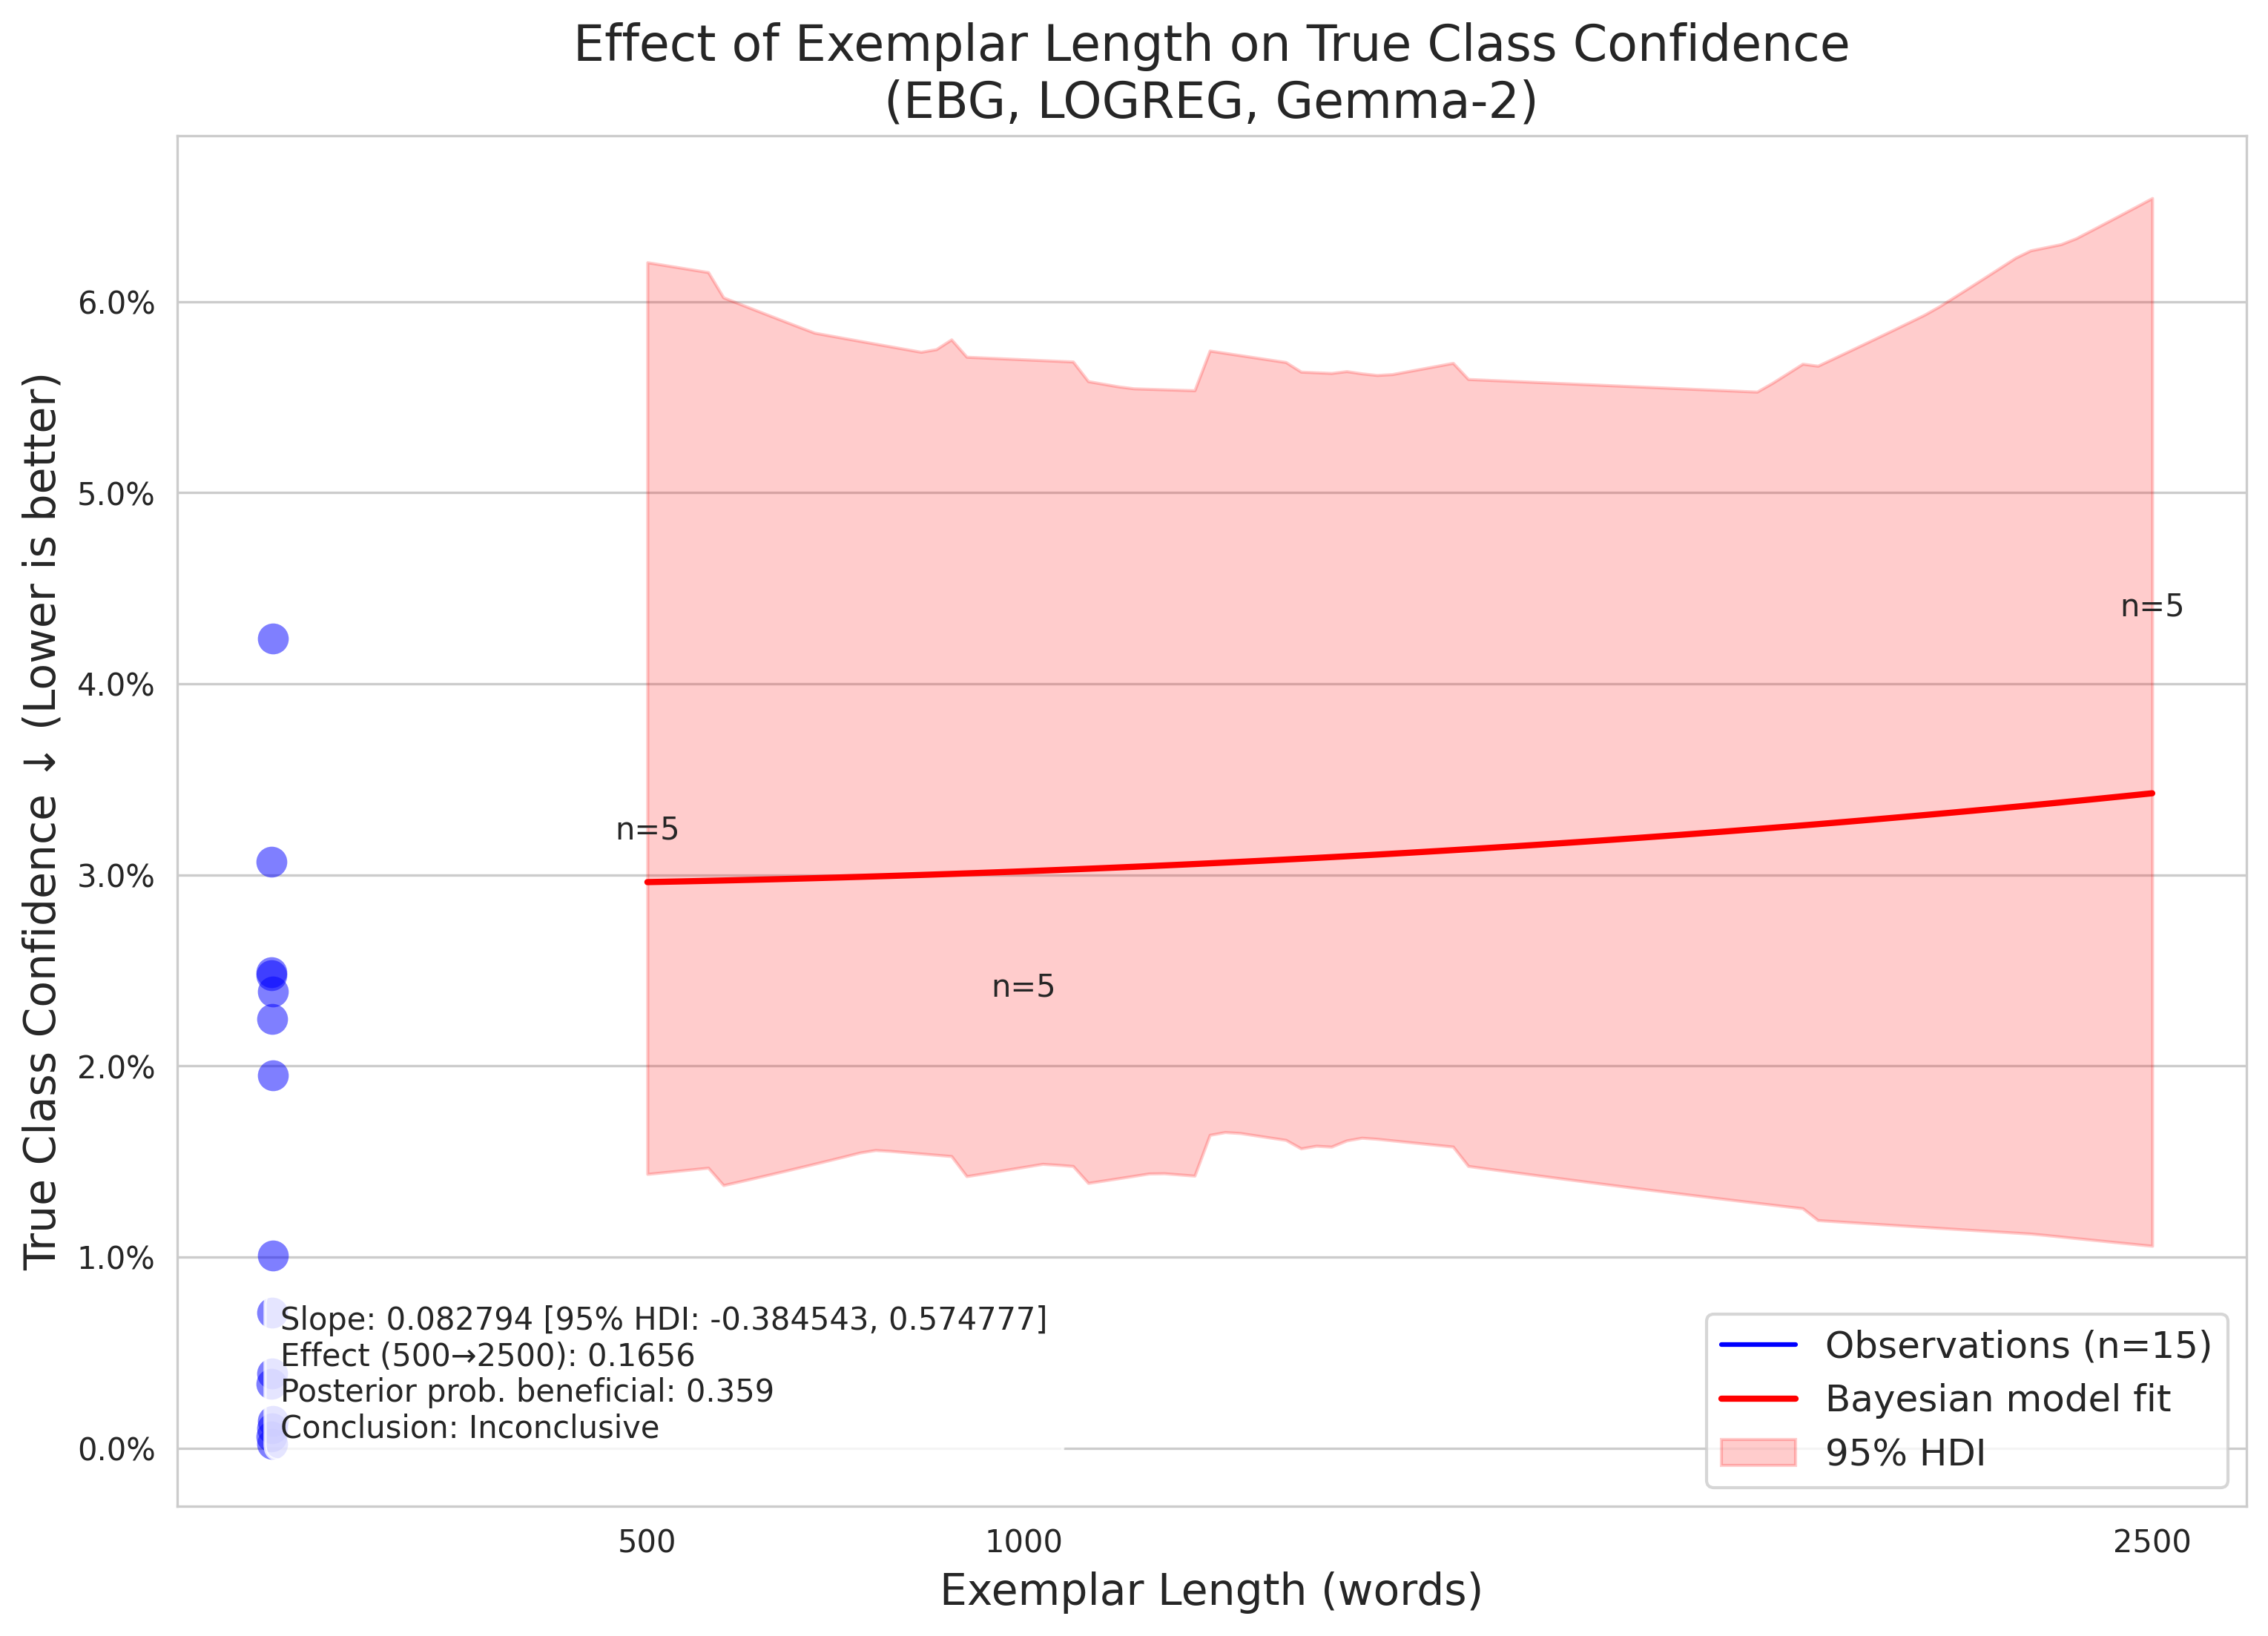 Effect of Exemplar Length on True Class Confidence
(EBG, LOGREG, Gemma-2)
True Class Confidence ↓ (Lower is better)
6.0%
5.0%
4.0%
3.0%
2.0%
1.0%
0.0%
n=5
n=5
n=5
Slope: 0.082794 [95% HDI: -0.384543, 0.574777]
Effect (500→2500): 0.1656
Posterior prob. beneficial: 0.359
Conclusion: Inconclusive
Observations (n=15)
Bayesian model fit
95% HDI
500
1000
2500
Exemplar Length (words)